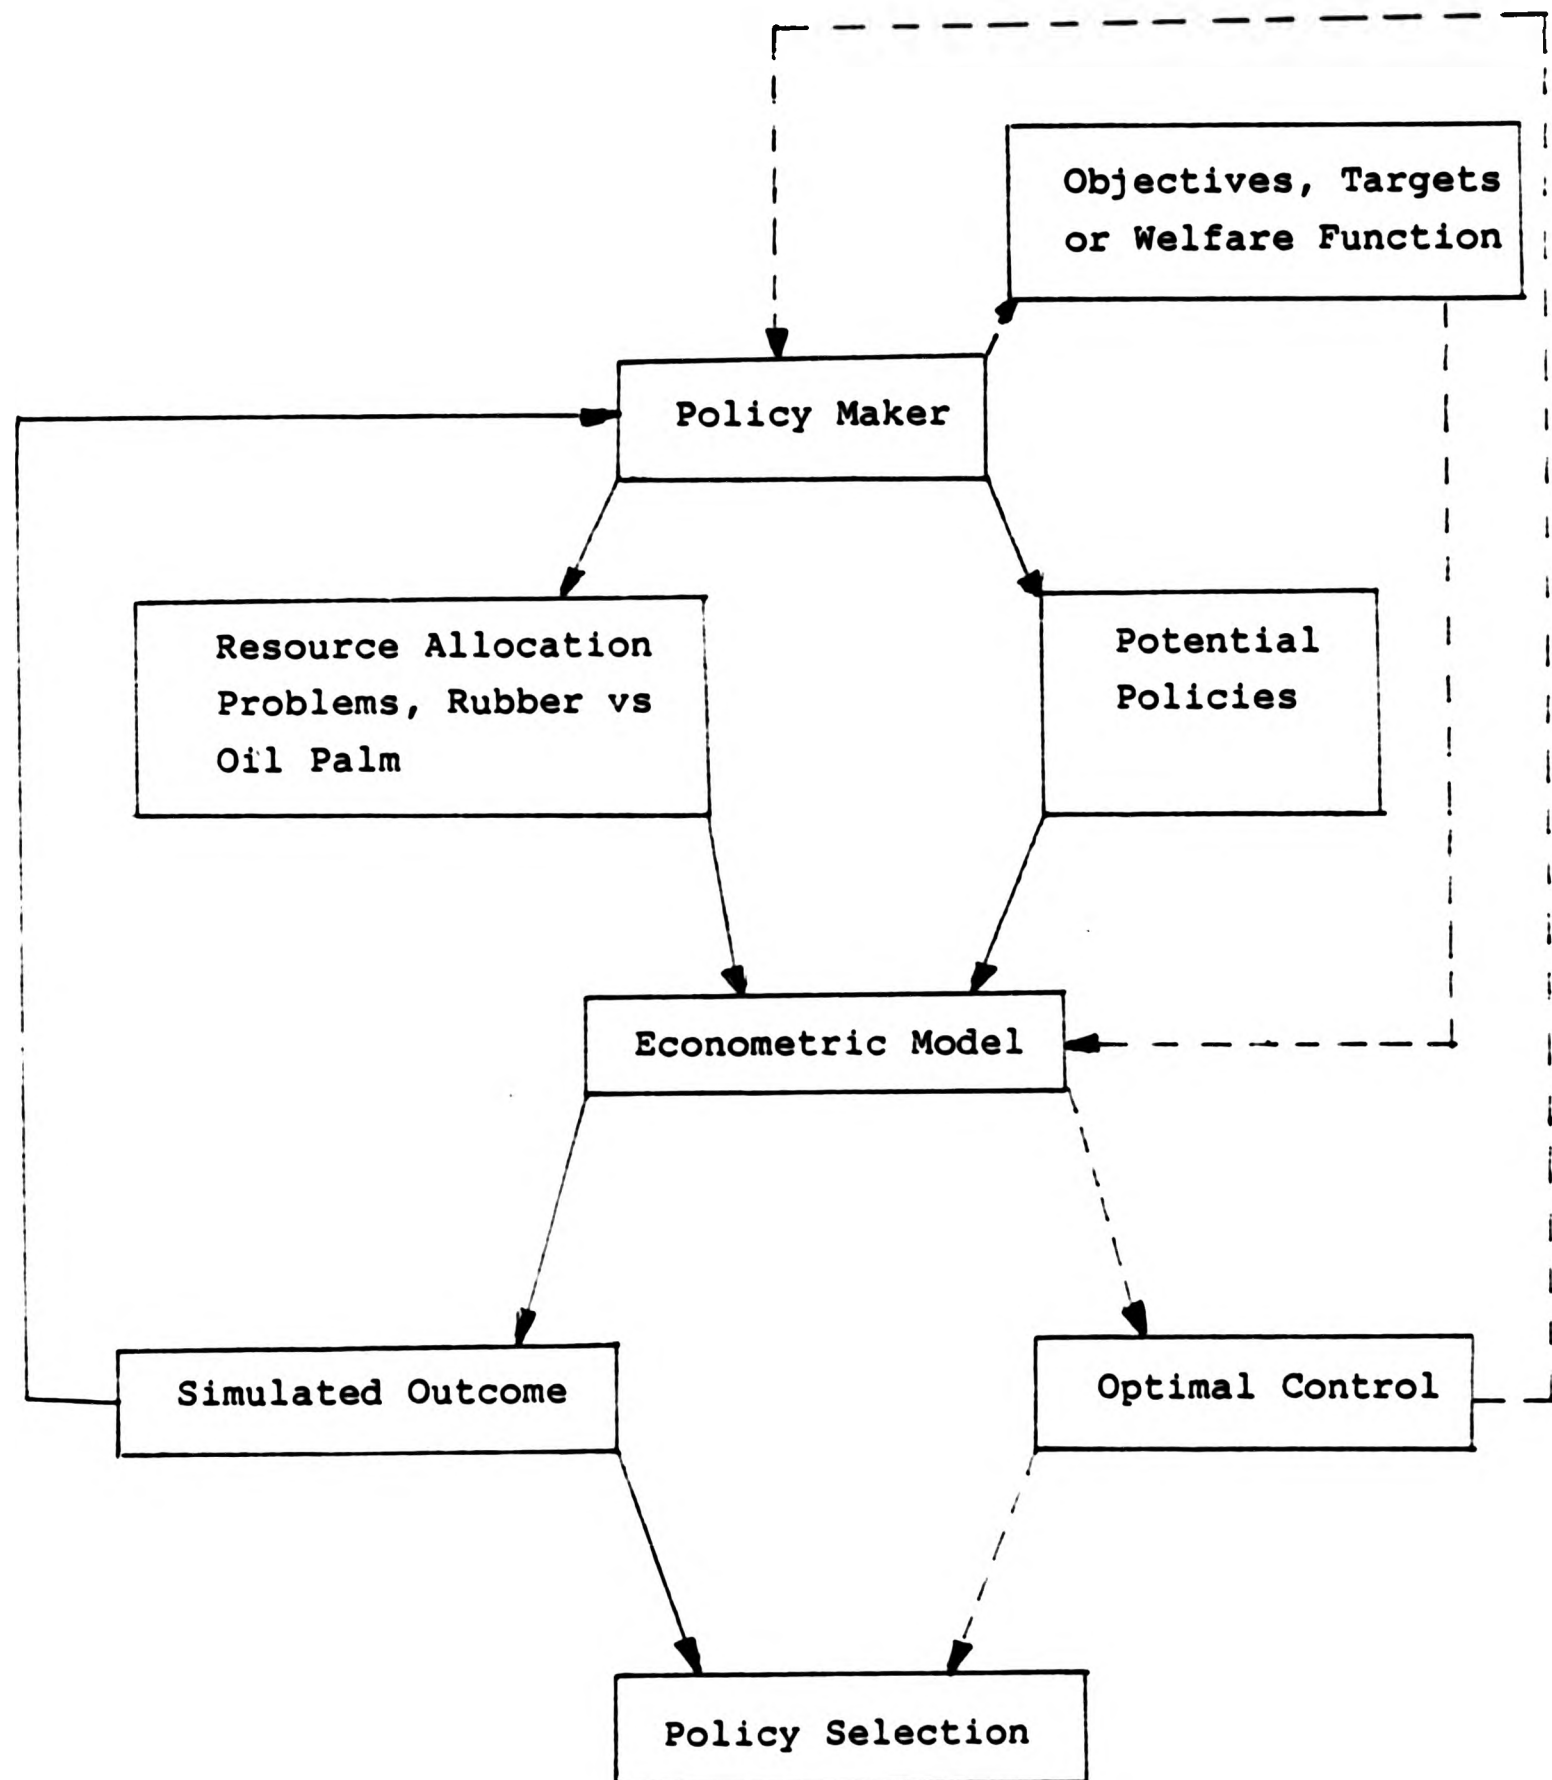 Objectives, Targets
or Welfare Function
Policy Maker
Resource Allocation
Problems, Rubber vs
Oil Palm
Potential
Policies
Econometric Model
Simulated Outcome
Optimal Control
Policy Selection